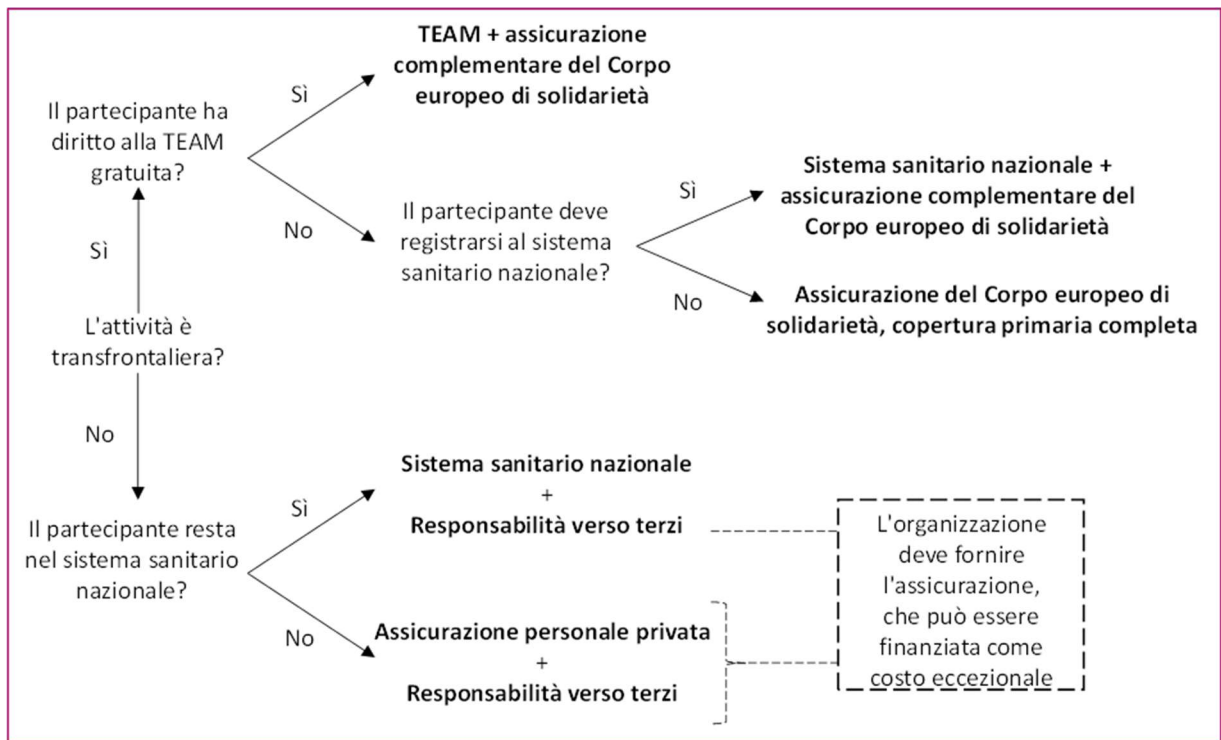 TEAM + assicurazione
complementare del Corpo
europeo di solidarietà
Sì
Il partecipante ha
diritto alla TEAM
gratuita?
No
Sì
Il partecipante deve
registrarsi al sistema
sanitario nazionale?
Sì
No
Sistema sanitario nazionale +
assicurazione complementare del
Corpo europeo di solidarietà
Assicurazione del Corpo europeo di
solidarietà, copertura primaria completa
L'attività è
transfrontaliera?
No
Il partecipante resta
nel sistema sanitario
nazionale?
Sì
No
Sistema sanitario nazionale
+
Responsabilità verso terzi
Assicurazione personale privata
+
Responsabilità verso terzi
L'organizzazione
deve fornire
l'assicurazione,
che può essere
finanziata come
costo eccezionale